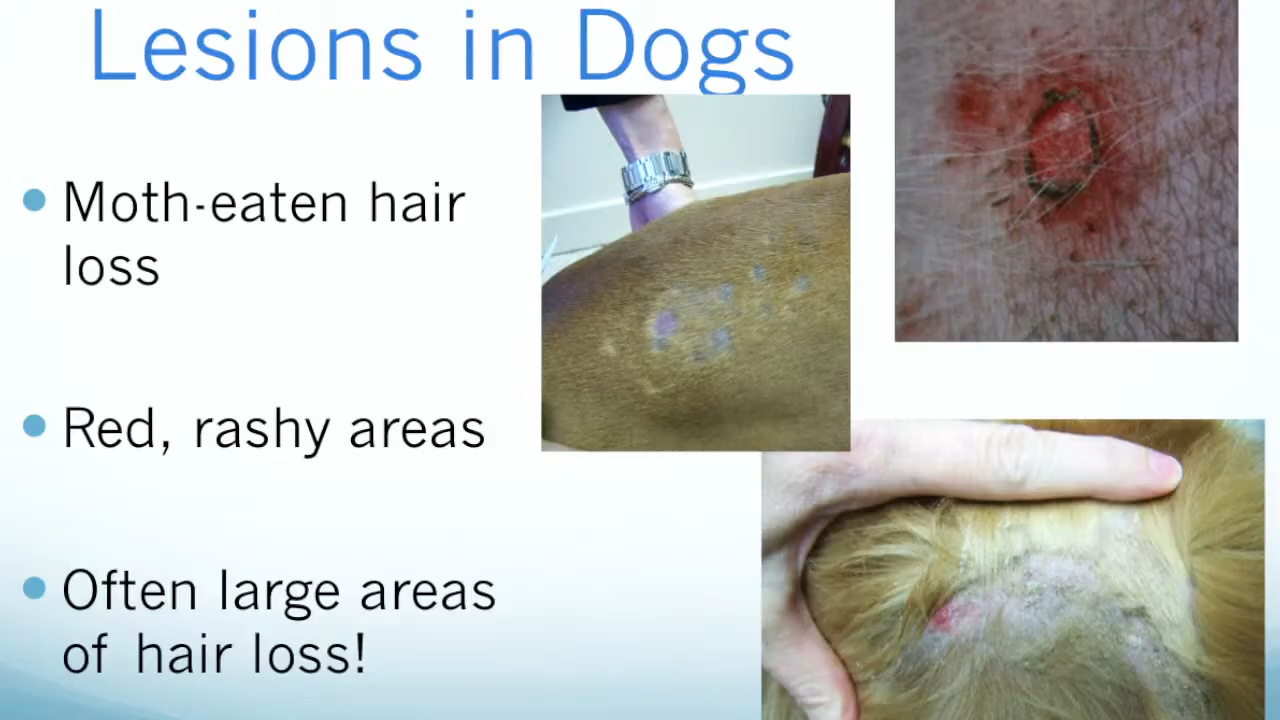 Lesions in Dogs
Moth-eaten hair
loss
Red, rashy areas
Often large areas
of hair loss!